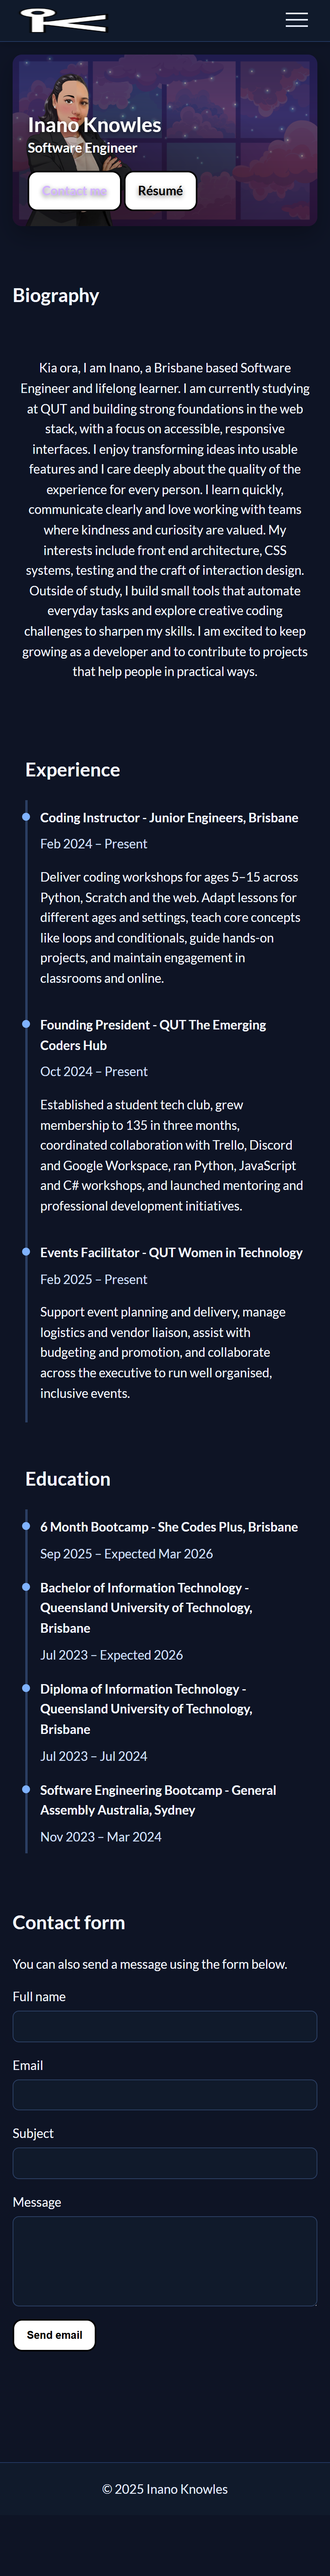 Inano Knowles
Software Engineer
Contact me
Résumé
Biography
Kia ora, I am Inano, a Brisbane based Software
Engineer and lifelong learner. I am currently studying
at QUT and building strong foundations in the web
stack, with a focus on accessible, responsive
interfaces. I enjoy transforming ideas into usable
features and I care deeply about the quality of the
experience for every person. I learn quickly,
communicate clearly and love working with teams
where kindness and curiosity are valued. My
interests include front end architecture, CSS
systems, testing and the craft of interaction design.
Outside of study, I build small tools that automate
everyday tasks and explore creative coding
challenges to sharpen my skills. I am excited to keep
growing as a developer and to contribute to projects
that help people in practical ways.
Experience
Coding Instructor - Junior Engineers, Brisbane
Feb 2024 – Present
Deliver coding workshops for ages 5–15 across
Python, Scratch and the web. Adapt lessons for
different ages and settings, teach core concepts
like loops and conditionals, guide hands-on
projects, and maintain engagement in
classrooms and online.
Founding President - QUT The Emerging
Coders Hub
Oct 2024 – Present
Established a student tech club, grew
membership to 135 in three months,
coordinated collaboration with Trello, Discord
and Google Workspace, ran Python, JavaScript
and C# workshops, and launched mentoring and
professional development initiatives.
Events Facilitator - QUT Women in Technology
Feb 2025 – Present
Support event planning and delivery, manage
logistics and vendor liaison, assist with
budgeting and promotion, and collaborate
across the executive to run well organised,
inclusive events.
Education
6 Month Bootcamp - She Codes Plus, Brisbane
Sep 2025 – Expected Mar 2026
Bachelor of Information Technology -
Queensland University of Technology,
Brisbane
Jul 2023 – Expected 2026
Diploma of Information Technology -
Queensland University of Technology,
Brisbane
Jul 2023 – Jul 2024
Software Engineering Bootcamp - General
Assembly Australia, Sydney
Nov 2023 – Mar 2024
Contact form
You can also send a message using the form below.
Full name
Email
Subject
Message
Send email
© 2025 Inano Knowles